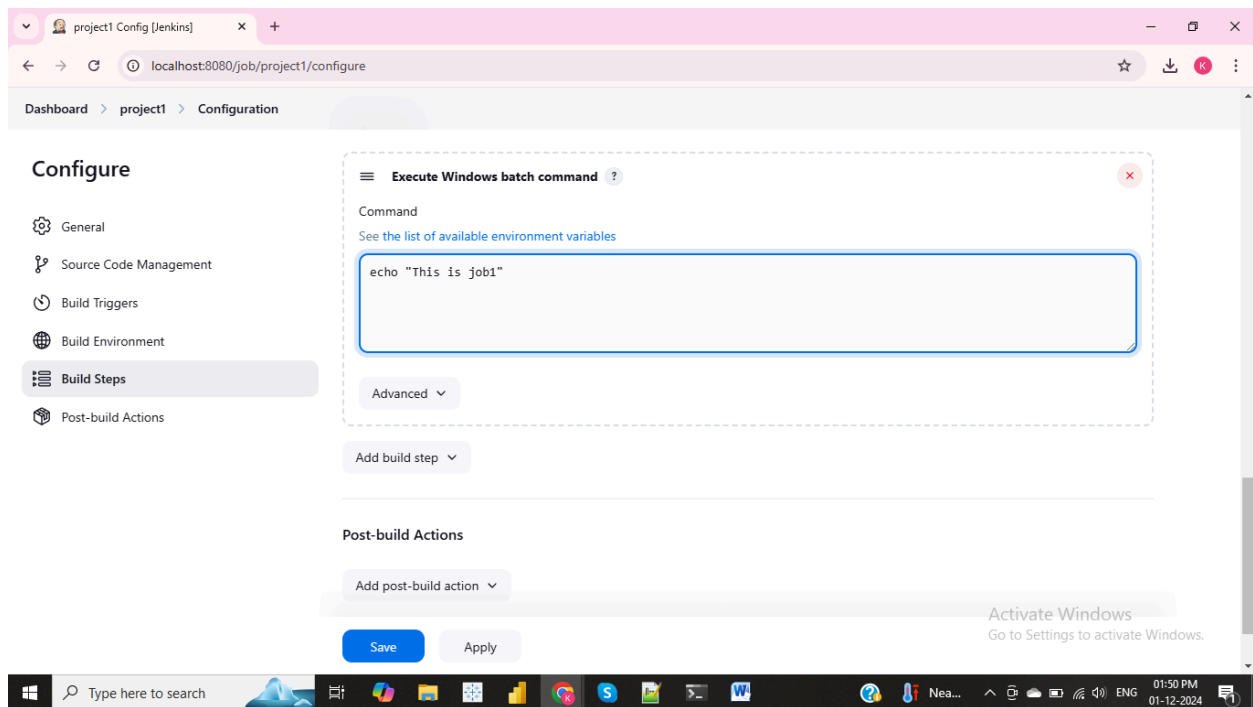 project1 Config [Jenkins]
localhost:8080/job/project1/configure
K
Dashboard > project1 > Configuration
Configure
General
Source Code Management
Build Triggers
Build Environment
Build Steps
Post-build Actions
Execute Windows batch command ?
Command
See the list of available environment variables
echo "This is job1"
Advanced
Add build step
Post-build Actions
Add post-build action
Save
Apply
Activate Windows
Go to Settings to activate Windows.
Type here to search
Nea...
ENG
01:50 PM
01-12-2024
1